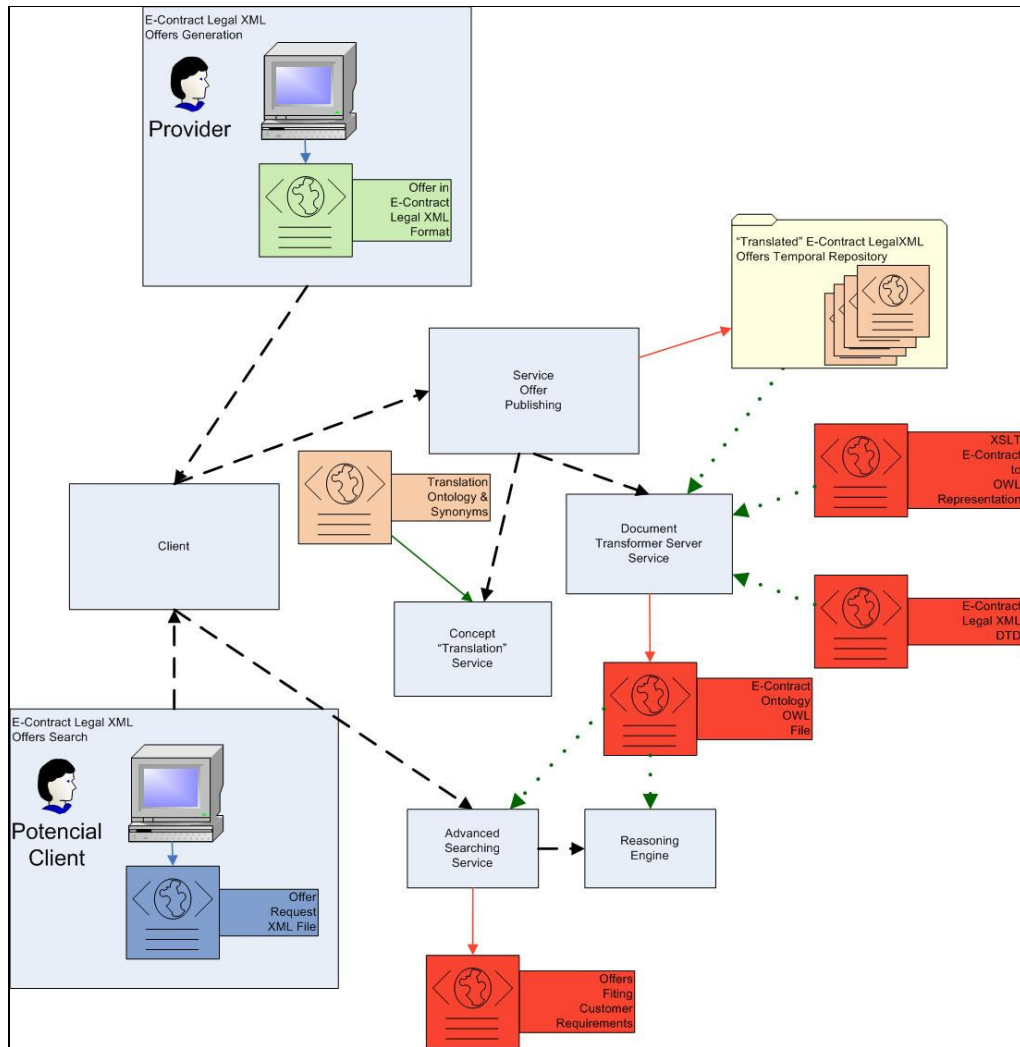 E-Contract Legal XML
Offers Generation
Provider
Offer in
E-Contract
Legal XML
Format
"Translated" E-Contract LegalXML
Offers Temporal Repository
Service
Offer
Publishing
XSLT
E-Contract
to
OWL
Representation
Translation
Ontology &
Synonyms
Client
Document
Transformer Server
Service
E-Contract
Legal XML
DTD
Concept
"Translation"
Service
E-Contract
Ontology
OWL
File
E-Contract Legal XML
Offers Search
Potencial
Client
Offer
Request
XML File
Advanced
Searching
Service
Reasoning
Engine
Offers
Fiting
Customer
Requirements